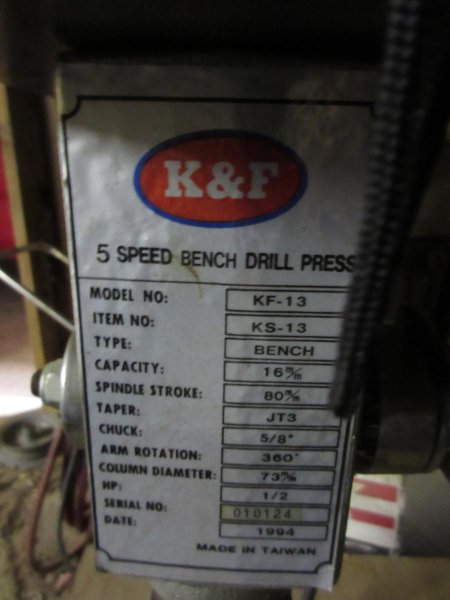 K&F
5 SPEED BENCH DRILL PRESS
MODEL NO: KF-13
ITEM NO: KS-13
TYPE: BENCH
CAPACITY: 16 m/m
SPINDLE STROKE: 80 m/m
TAPER: JT3
CHUCK: 5/8"
ARM ROTATION: 360°
COLUMN DIAMETER: 73 m/m
HP: 1/2
SERIAL NO: 010124
DATE: 1994
MADE IN TAIWAN